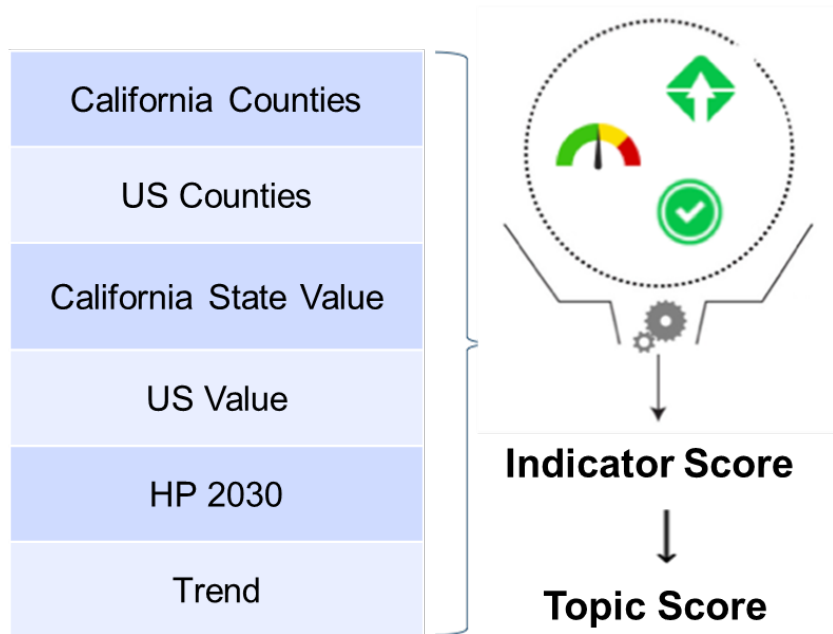 California Counties
US Counties
California State Value
US Value
HP 2030
Trend
Indicator Score
Topic Score